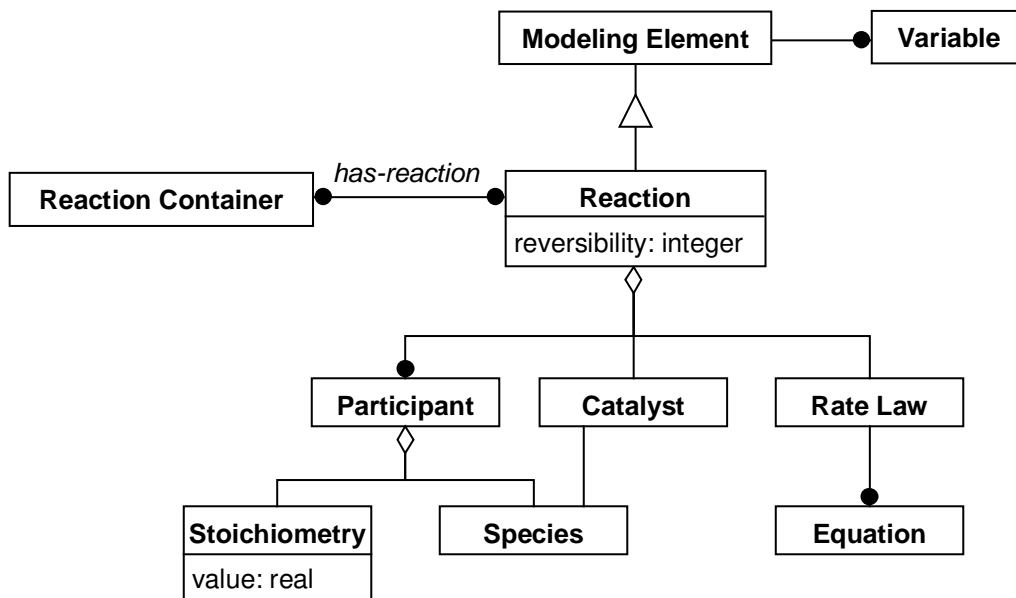 Modeling Element
Variable
has-reaction
Reaction Container
Reaction
reversibility: integer
Participant
Catalyst
Rate Law
Stoichiometry
Species
Equation
value: real